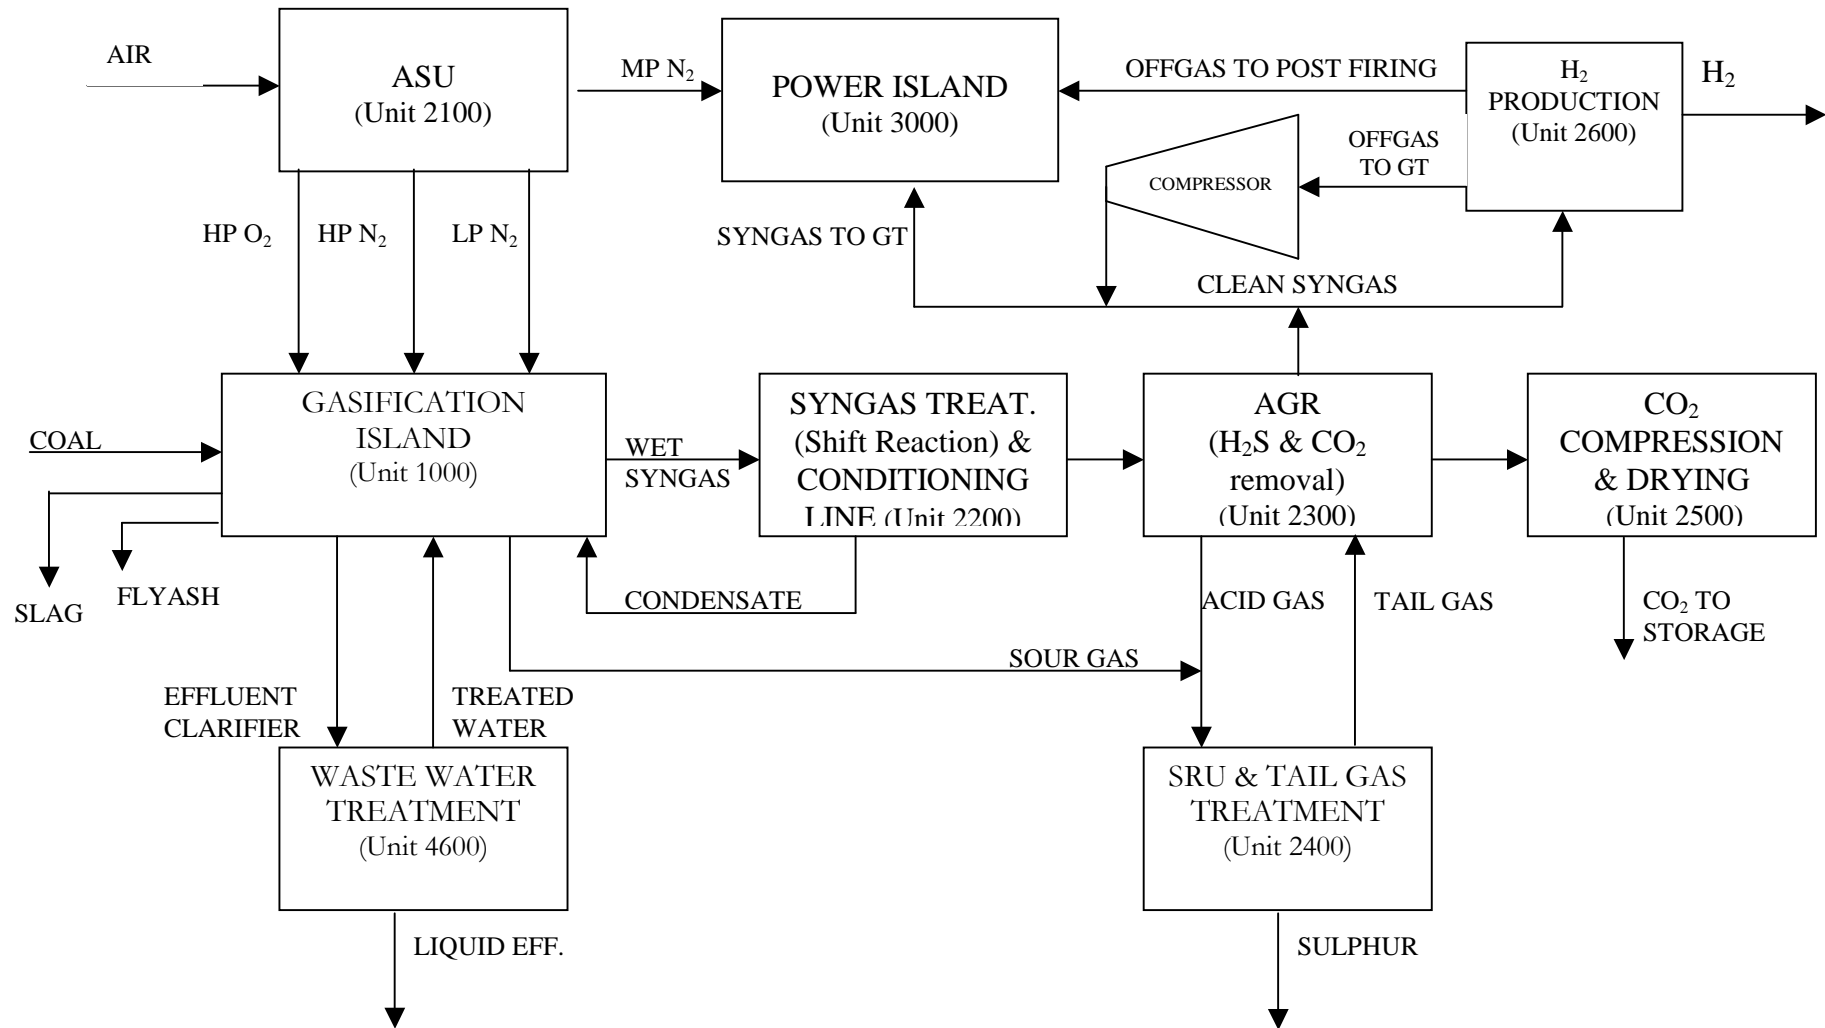 AIR
ASU
(Unit 2100)
MP N₂
POWER ISLAND
(Unit 3000)
OFFGAS TO POST FIRING
H₂
PRODUCTION
(Unit 2600)
H₂
OFFGAS
TO GT
COMPRESSOR
HP O₂
HP N₂
LP N₂
SYNGAS TO GT
CLEAN SYNGAS
COAL
GASIFICATION
ISLAND
(Unit 1000)
WET
SYNGAS
SYNGAS TREAT.
(Shift Reaction) &
CONDITIONING
LINE (Unit 2200)
AGR
(H₂S & CO₂
removal)
(Unit 2300)
CO₂
COMPRESSION
& DRYING
(Unit 2500)
SLAG
FLYASH
CONDENSATE
ACID GAS
TAIL GAS
CO₂ TO
STORAGE
SOUR GAS
EFFLUENT
CLARIFIER
TREATED
WATER
WASTE WATER
TREATMENT
(Unit 4600)
SRU & TAIL GAS
TREATMENT
(Unit 2400)
LIQUID EFF.
SULPHUR